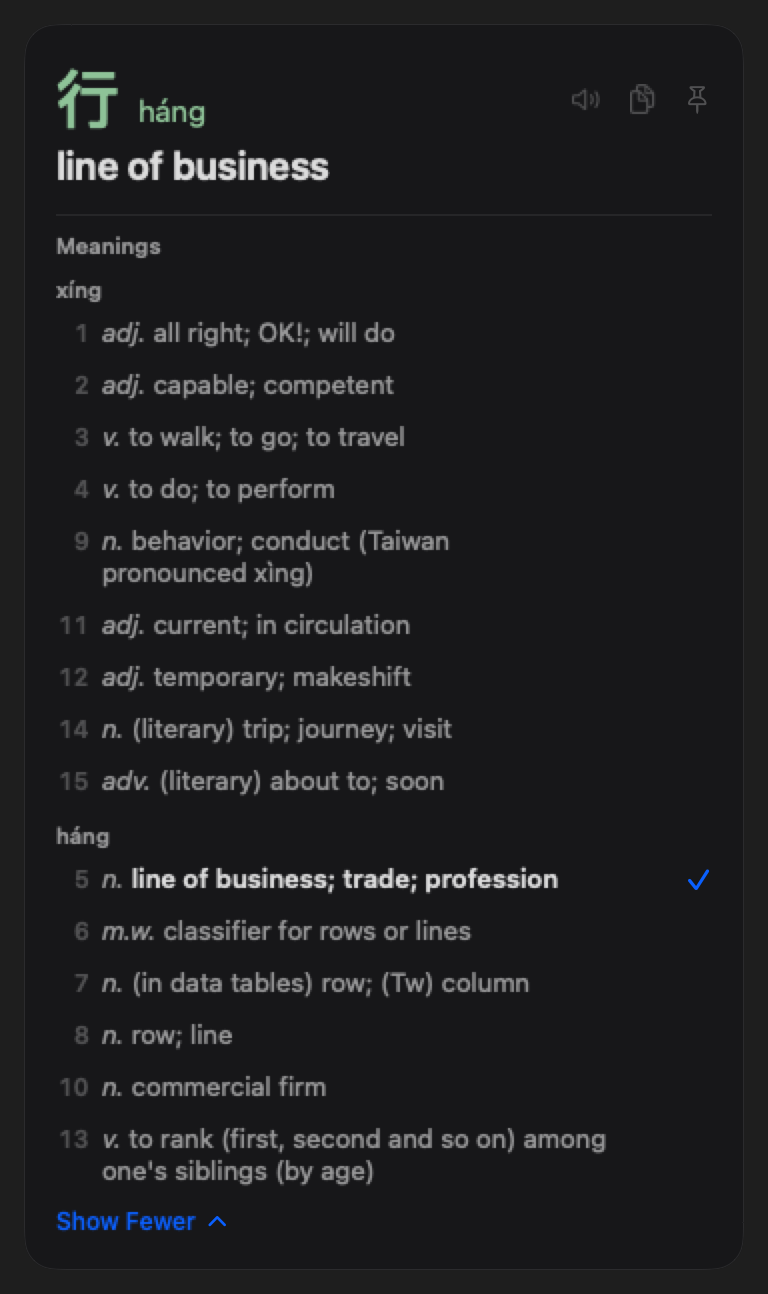 行 háng
line of business
Meanings
xíng
1 adj. all right; OK!; will do
2 adj. capable; competent
3 v. to walk; to go; to travel
4 v. to do; to perform
9 n. behavior; conduct (Taiwan
pronounced xìng)
11 adj. current; in circulation
12 adj. temporary; makeshift
14 n. (literary) trip; journey; visit
15 adv. (literary) about to; soon
háng
5 n. line of business; trade; profession
6 m.w. classifier for rows or lines
7 n. (in data tables) row; (Tw) column
8 n. row; line
10 n. commercial firm
13 v. to rank (first, second and so on) among
one's siblings (by age)
Show Fewer